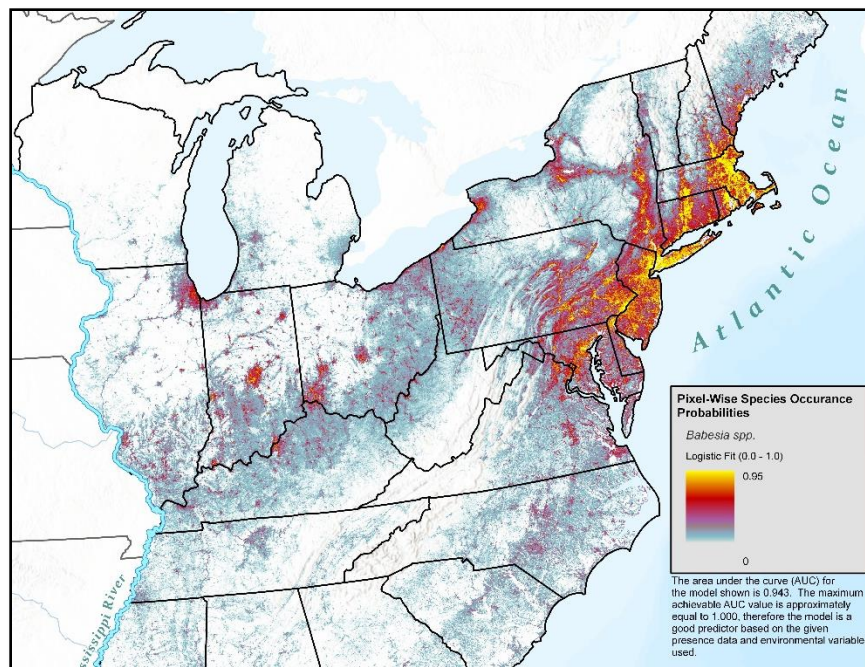 Atlantic Ocean
Pixel-Wise Species Occurance
Probabilities
Babesia spp.
Logistic Fit (0.0 - 1.0)
0.95
0
The area under the curve (AUC) for
the model shown is 0.943. The maximum
achievable AUC value is approximately
equal to 1.000, therefore the model is a
good predictor based on the given
presence data and environmental variable
used.
ssissippi River